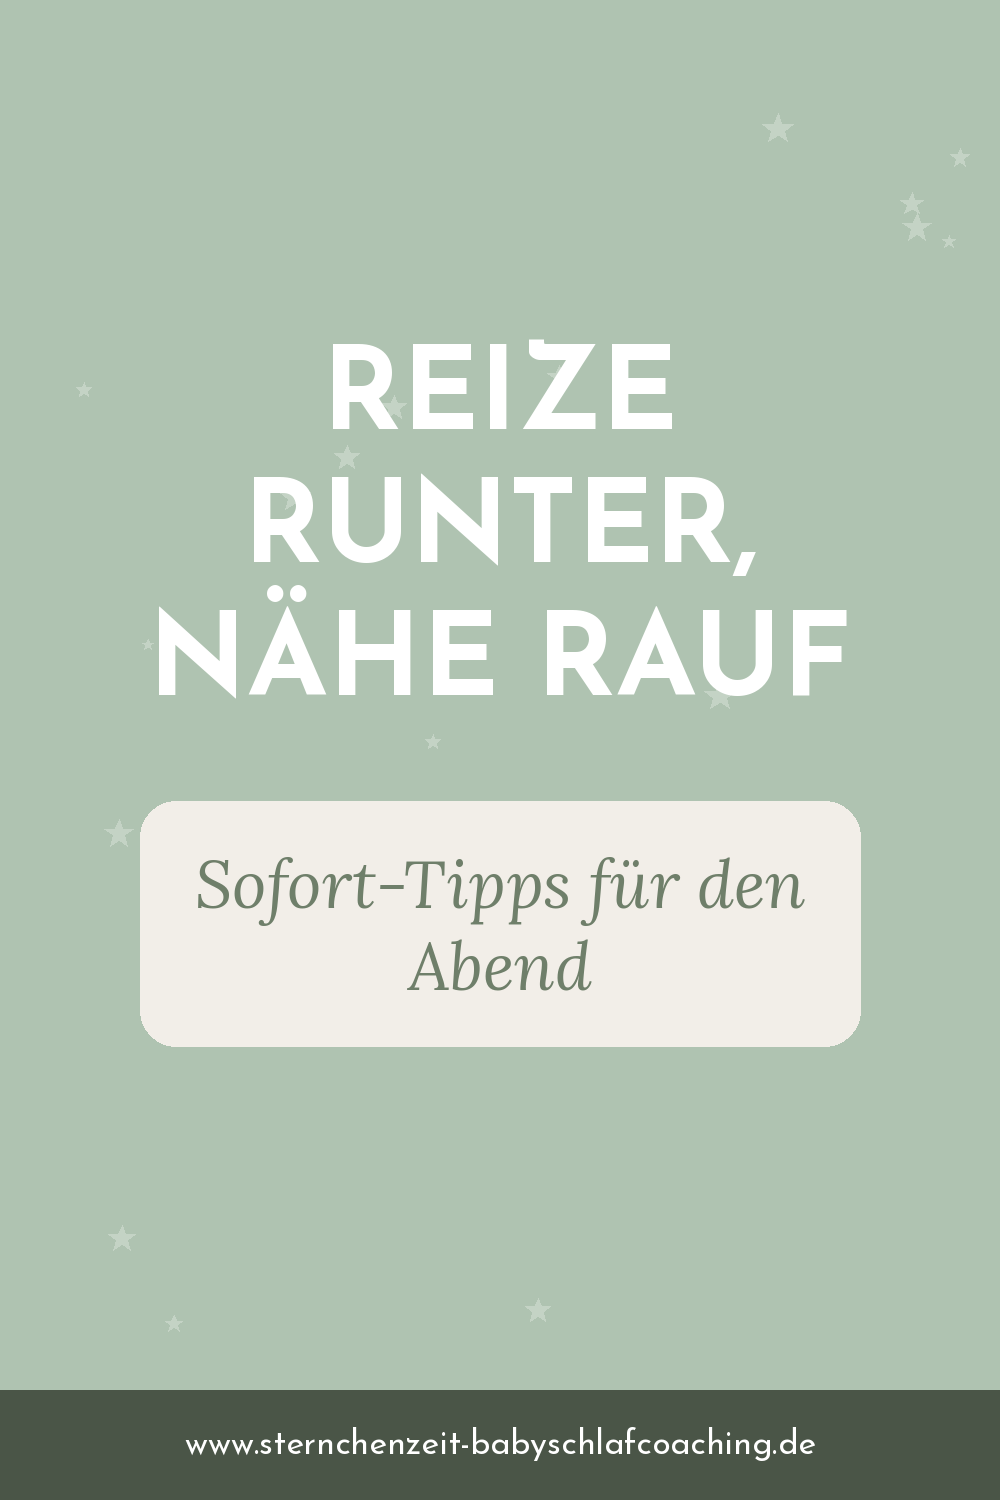 REIZE
RUNTER,
NÄHE RAUF
Sofort-Tipps für den
Abend
www.sternchenzeit-babyschlafcoaching.de